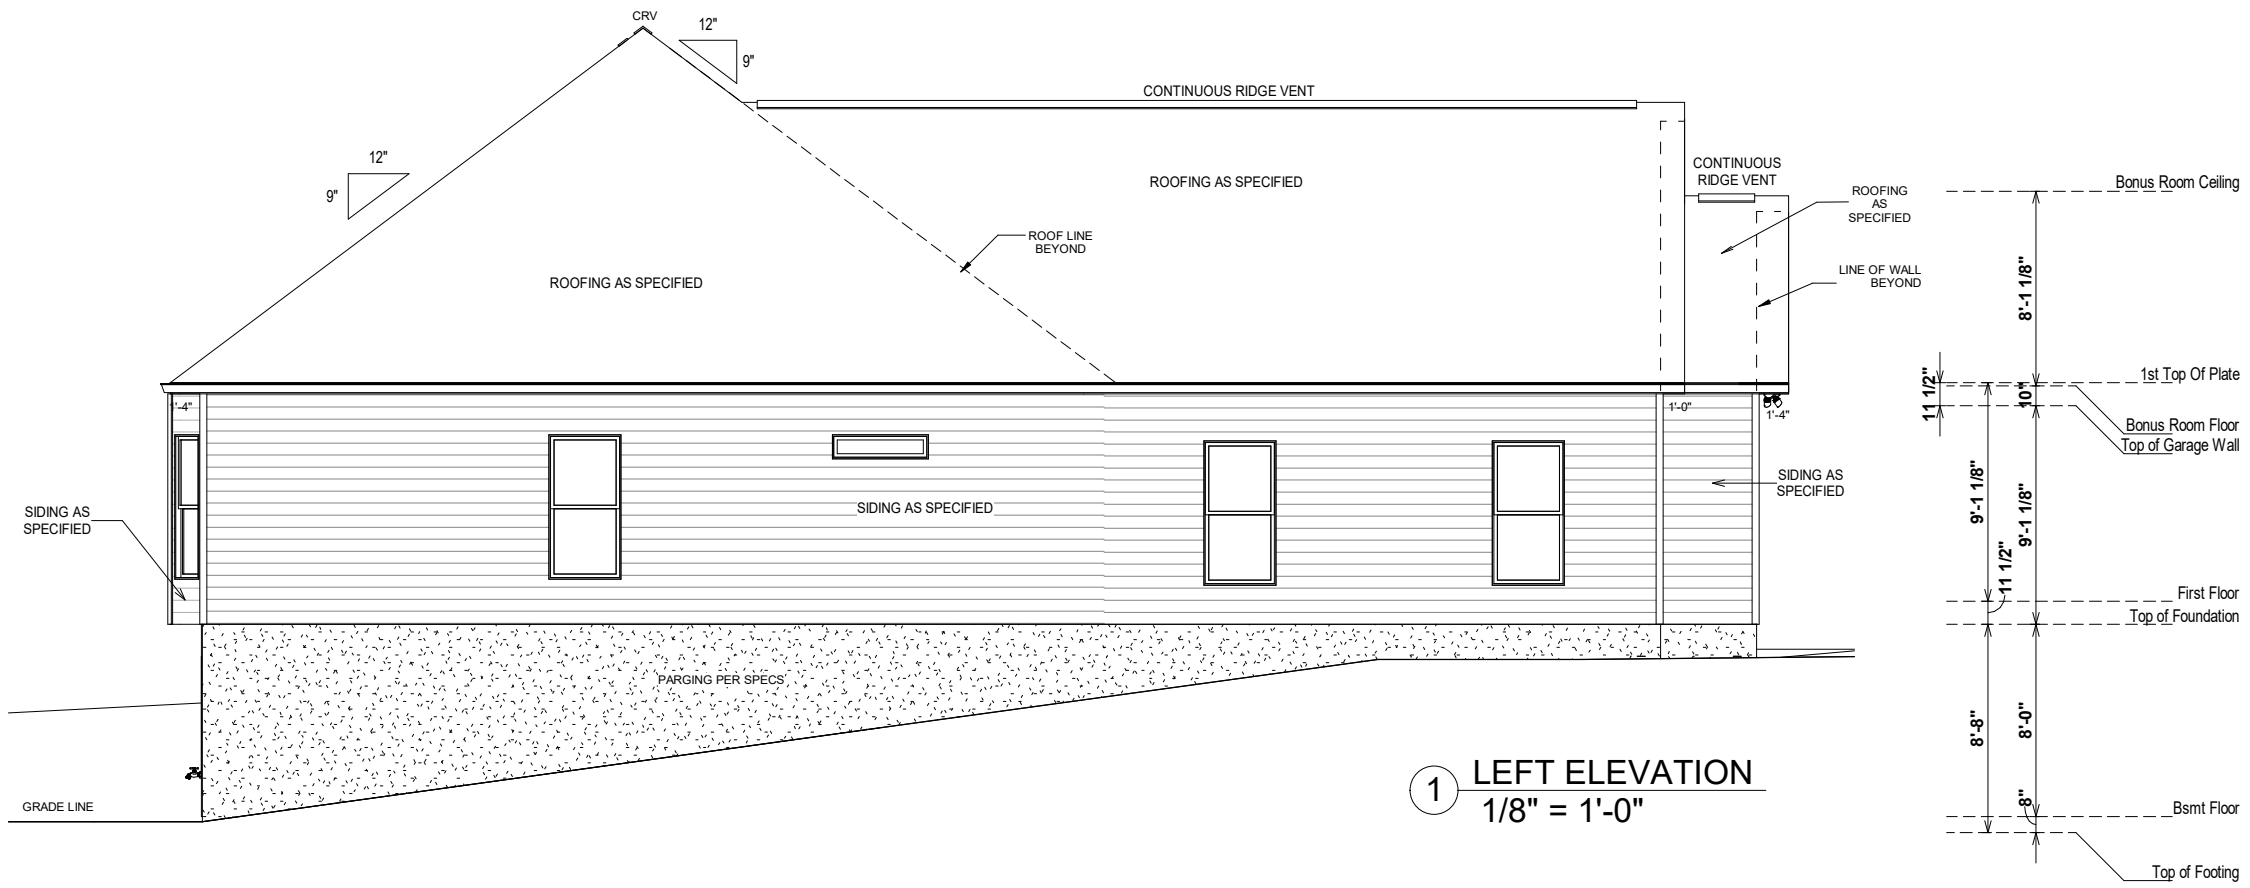 CRV
12"
9"
CONTINUOUS RIDGE VENT
12"
9"
ROOFING AS SPECIFIED
CONTINUOUS
RIDGE VENT
ROOFING
AS
SPECIFIED
Bonus Room Ceiling
ROOF LINE
BEYOND
ROOFING AS SPECIFIED
LINE OF WALL
BEYOND
8'-1 1/8"
1st Top Of Plate
11 1/2"
10"
1'-4"
1'-0"
1'-4"
Bonus Room Floor
Top of Garage Wall
SIDING AS
SPECIFIED
SIDING AS SPECIFIED
SIDING AS
SPECIFIED
9'-1 1/8"
9'-1 1/8"
11 1/2"
First Floor
Top of Foundation
PARGING PER SPECS
8'-8"
8'-0"
1
LEFT ELEVATION
1/8" = 1'-0"
GRADE LINE
8"
Bsmt Floor
Top of Footing